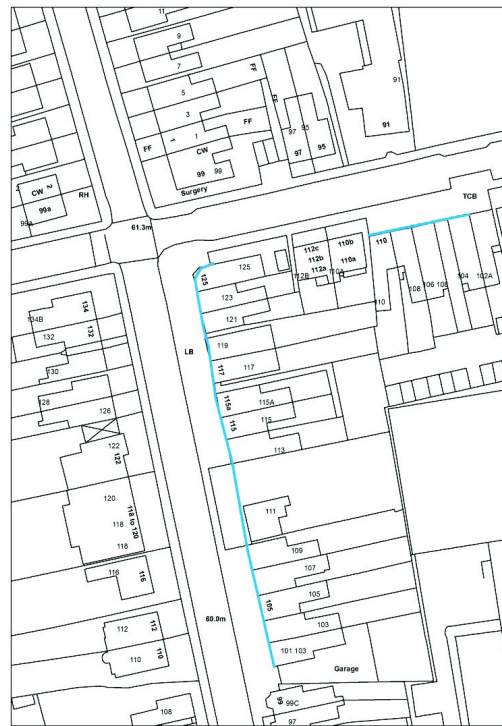 11
9
7
91
FF
5
FF
3
FF
1
FF
1
CW
97
95
91
97
95
99
99
Surgery
2
CW
RH
99a
99A
TCB
61.3m
112c
110b
110
112b
110a
125
125
112B
112a
110A
102A
104
108
106
108
110
123
134
134B
121
132
132
LB
119
117
117
130
128
115a
115A
126
115
115
122
122
113
120
118
118 to 120
111
118
109
107
116
116
105
105
112
112
60.0m
103
110
110
101
103
Garage
99
99C
97
108